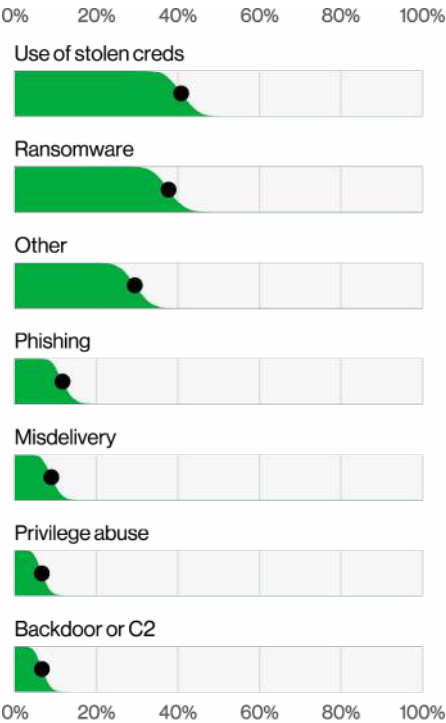 0% 20% 40% 60% 80% 100%
Use of stolen creds
Ransomware
Other
Phishing
Misdelivery
Privilege abuse
Backdoor or C2
0% 20% 40% 60% 80% 100%